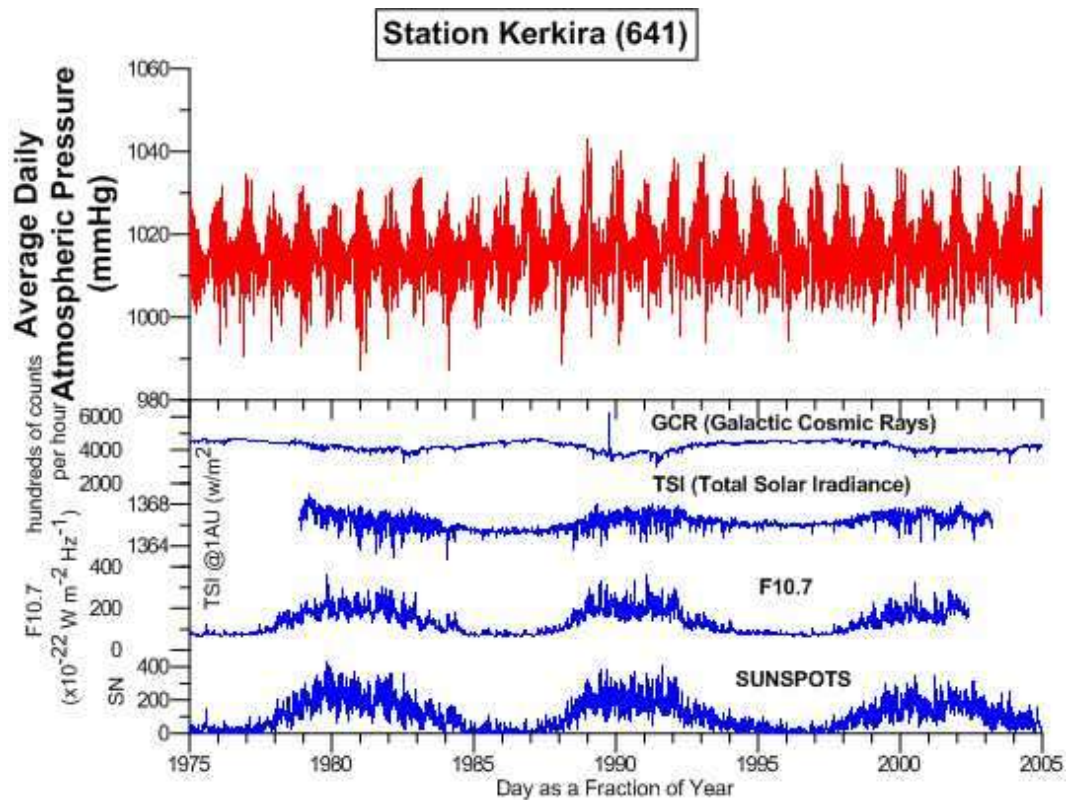 Station Kerkira (641)
Average Daily
Atmospheric Pressure
(mmHg)
1060
1040
1020
1000
980
hundreds of counts
per hour
6000
4000
2000
GCR (Galactic Cosmic Rays)
TSI @1AU (w/m²
1368
1364
TSI (Total Solar Irradiance)
F10.7
(x10⁻²² W m⁻² Hz⁻¹)
400
200
0
F10.7
SN
400
200
0
SUNSPOTS
1975 1980 1985 1990 1995 2000 2005
Day as a Fraction of Year